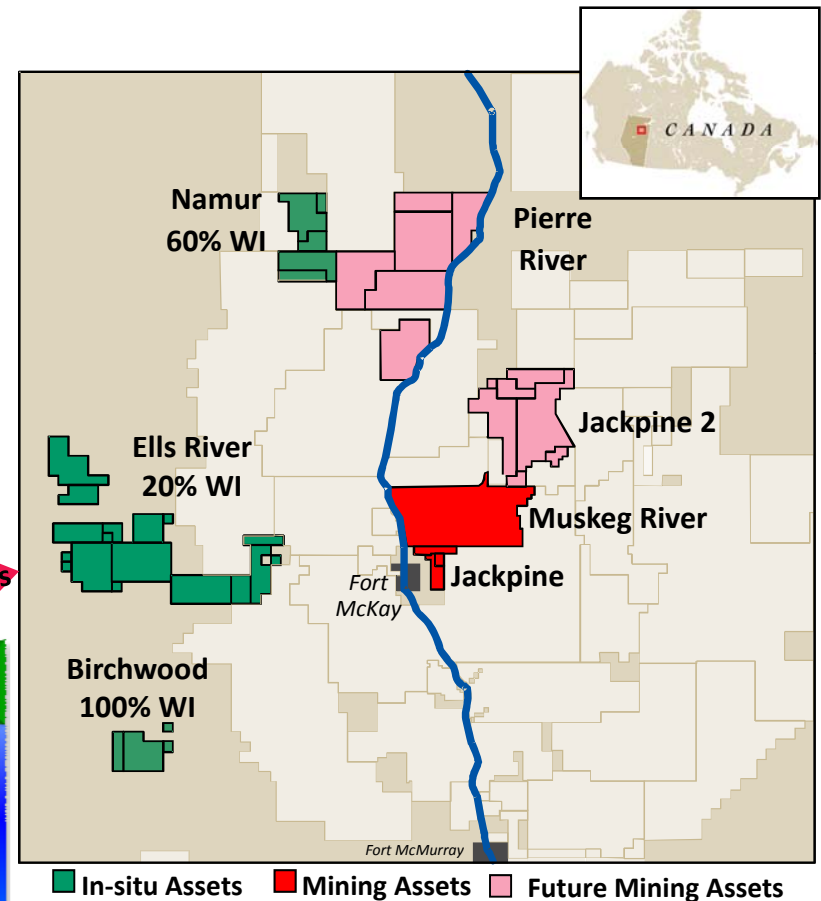 CANADA
Namur
60% WI
Pierre
River
Jackpine 2
Ells River
20% WI
Muskeg River
s
Jackpine
Fort
McKay
Birchwood
100% WI
Fort McMurray
In-situ Assets Mining Assets Future Mining Assets